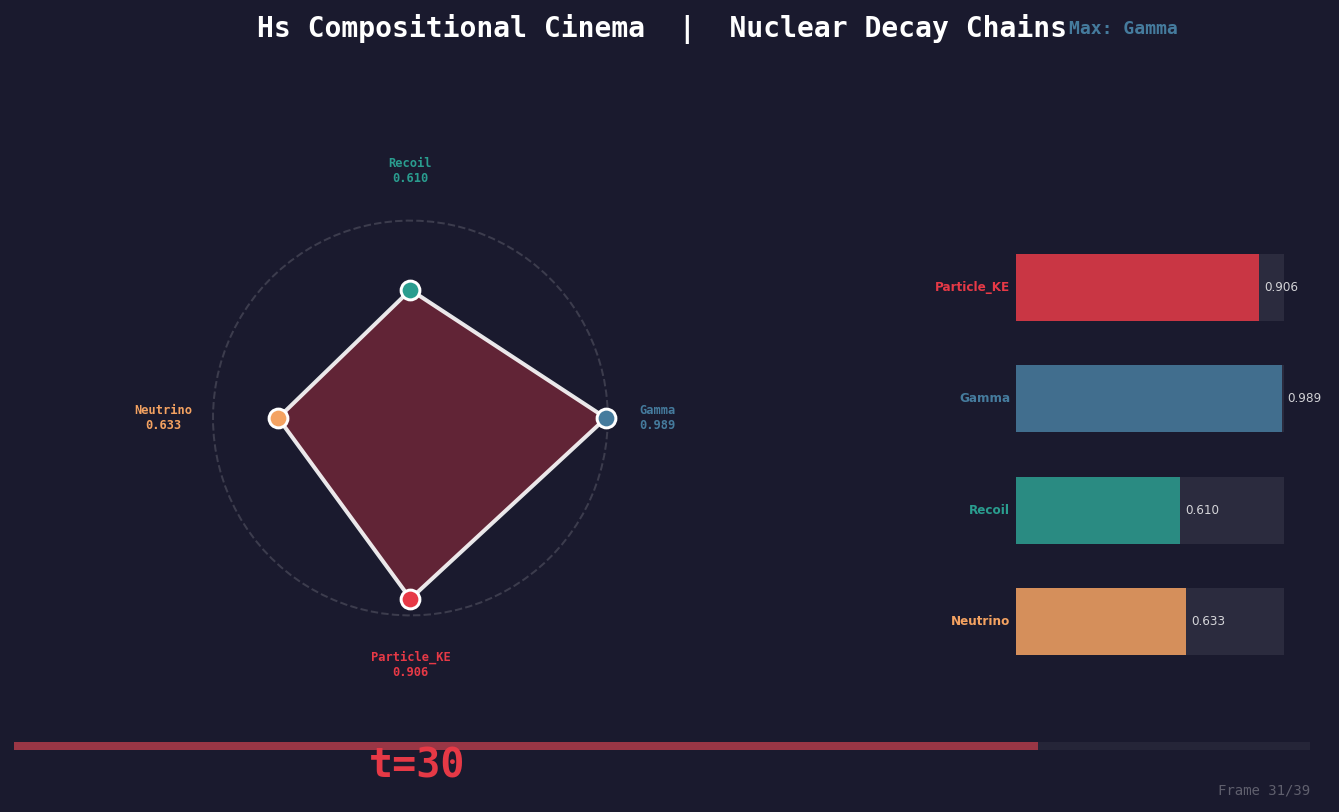 Hs Compositional Cinema  |  Nuclear Decay Chains
Max: Gamma
Recoil
0.610
Neutrino
0.633
Gamma
0.989
Particle_KE
0.906
Particle_KE
0.906
Gamma
0.989
Recoil
0.610
Neutrino
0.633
t=30
Frame 31/39